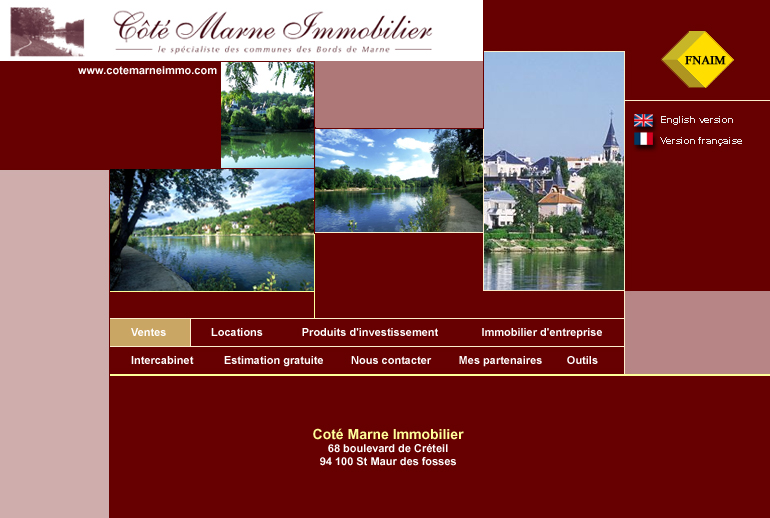 Côté Marne Immobilier
le spécialiste des communes des Bords de Marne
www.cotemarneimmo.com
FNAIM
English version
Version française
Ventes Locations Produits d'investissement Immobilier d'entreprise
Intercabinet Estimation gratuite Nous contacter Mes partenaires Outils
Coté Marne Immobilier
68 boulevard de Créteil
94 100 St Maur des fosses